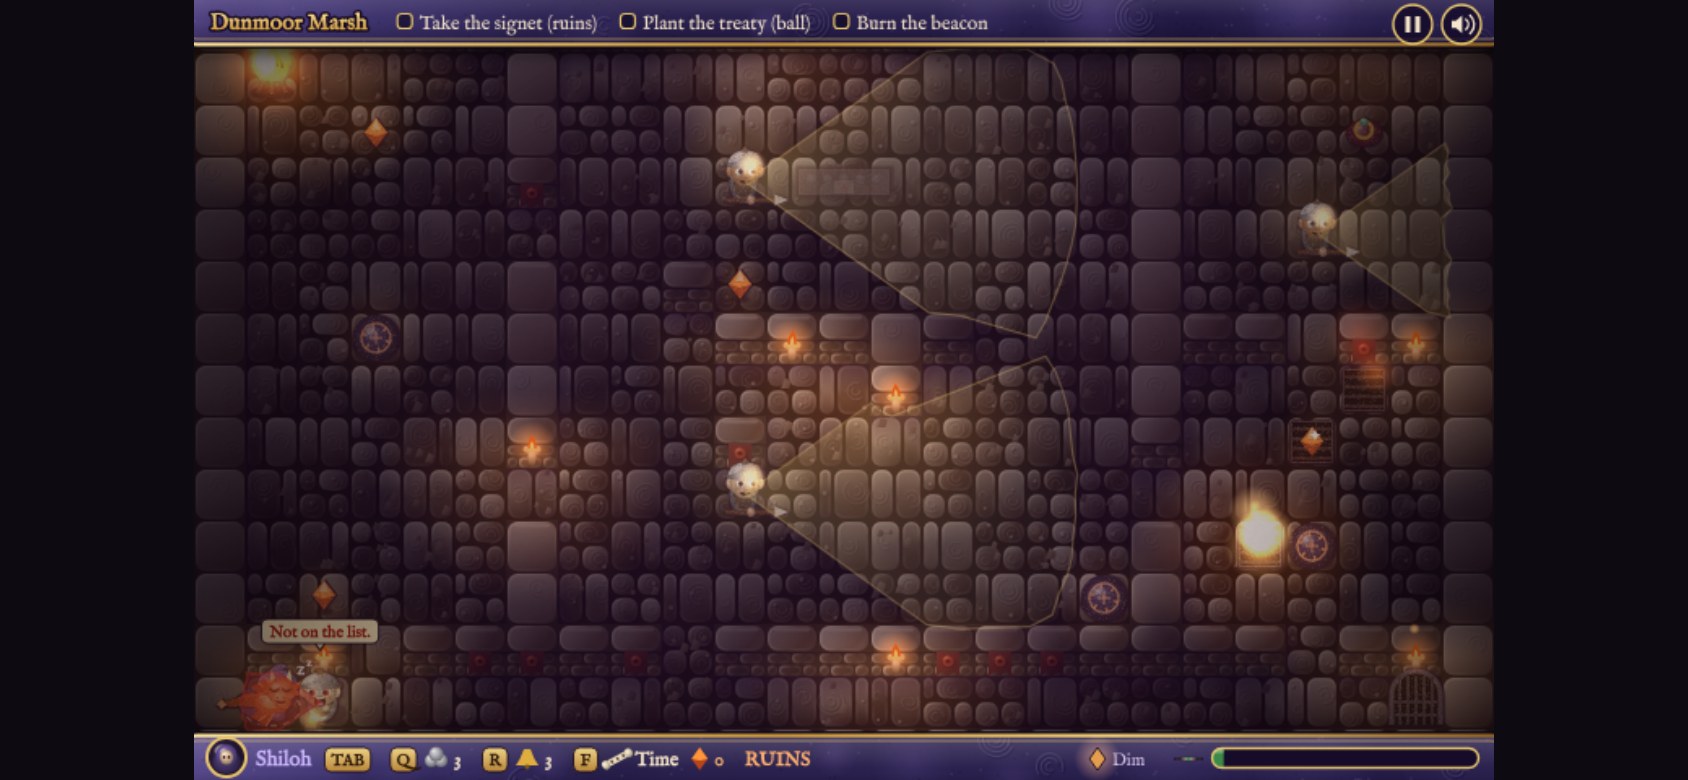 Dunmoor Marsh Take the signet (ruins) Plant the treaty (ball) Burn the beacon
Not on the list.
z z
Shiloh TAB Q 3 R 3 F Time 0 RUINS Dim